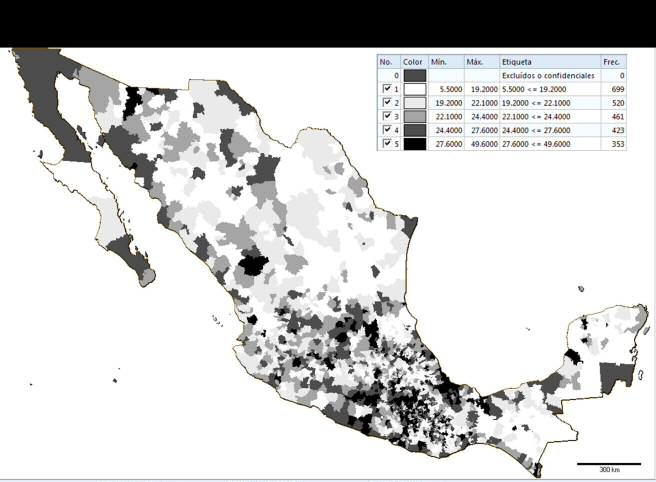 No. Color Mín. Máx. Etiqueta Frec.
0 Excluídos o confidenciales 0
1 5.5000 19.2000 5.5000 <= 19.2000 699
2 19.2000 22.1000 19.2000 <= 22.1000 520
3 22.1000 24.4000 22.1000 <= 24.4000 461
4 24.4000 27.6000 24.4000 <= 27.6000 423
5 27.6000 49.6000 27.6000 <= 49.6000 353
300 km